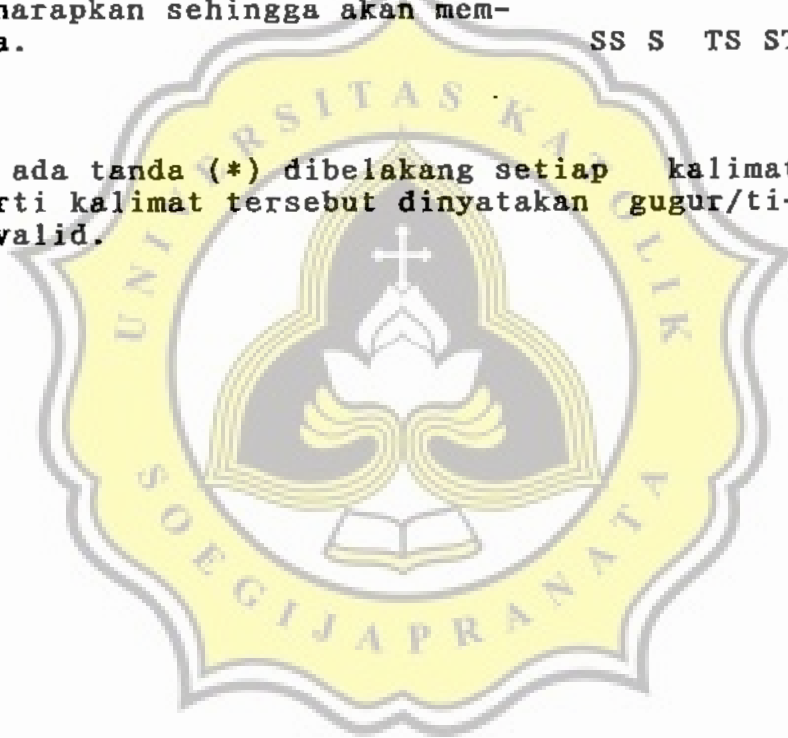 harapkan sehingga akan mem-
a. SS S TS ST
ada tanda (*) dibelakang setiap kalimat
rti kalimat tersebut dinyatakan gugur/ti-
valid.
UNIVERSITAS KATOLIK
SOEGIJAPRANATA